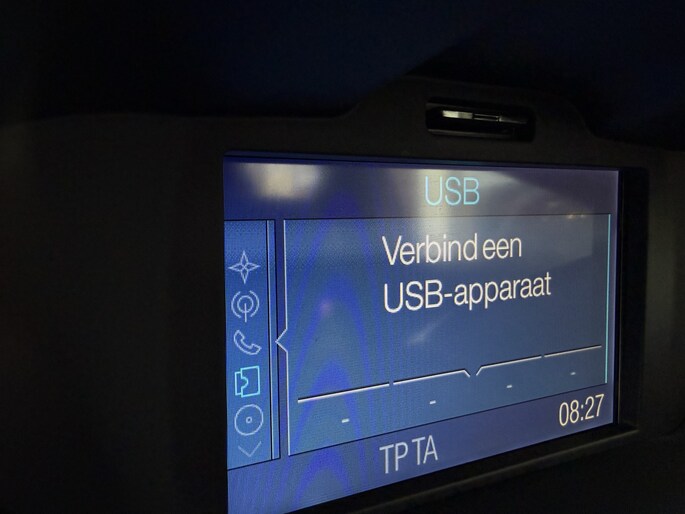 USB
Verbind een
USB-apparaat
- - - -
08:27
TP TA